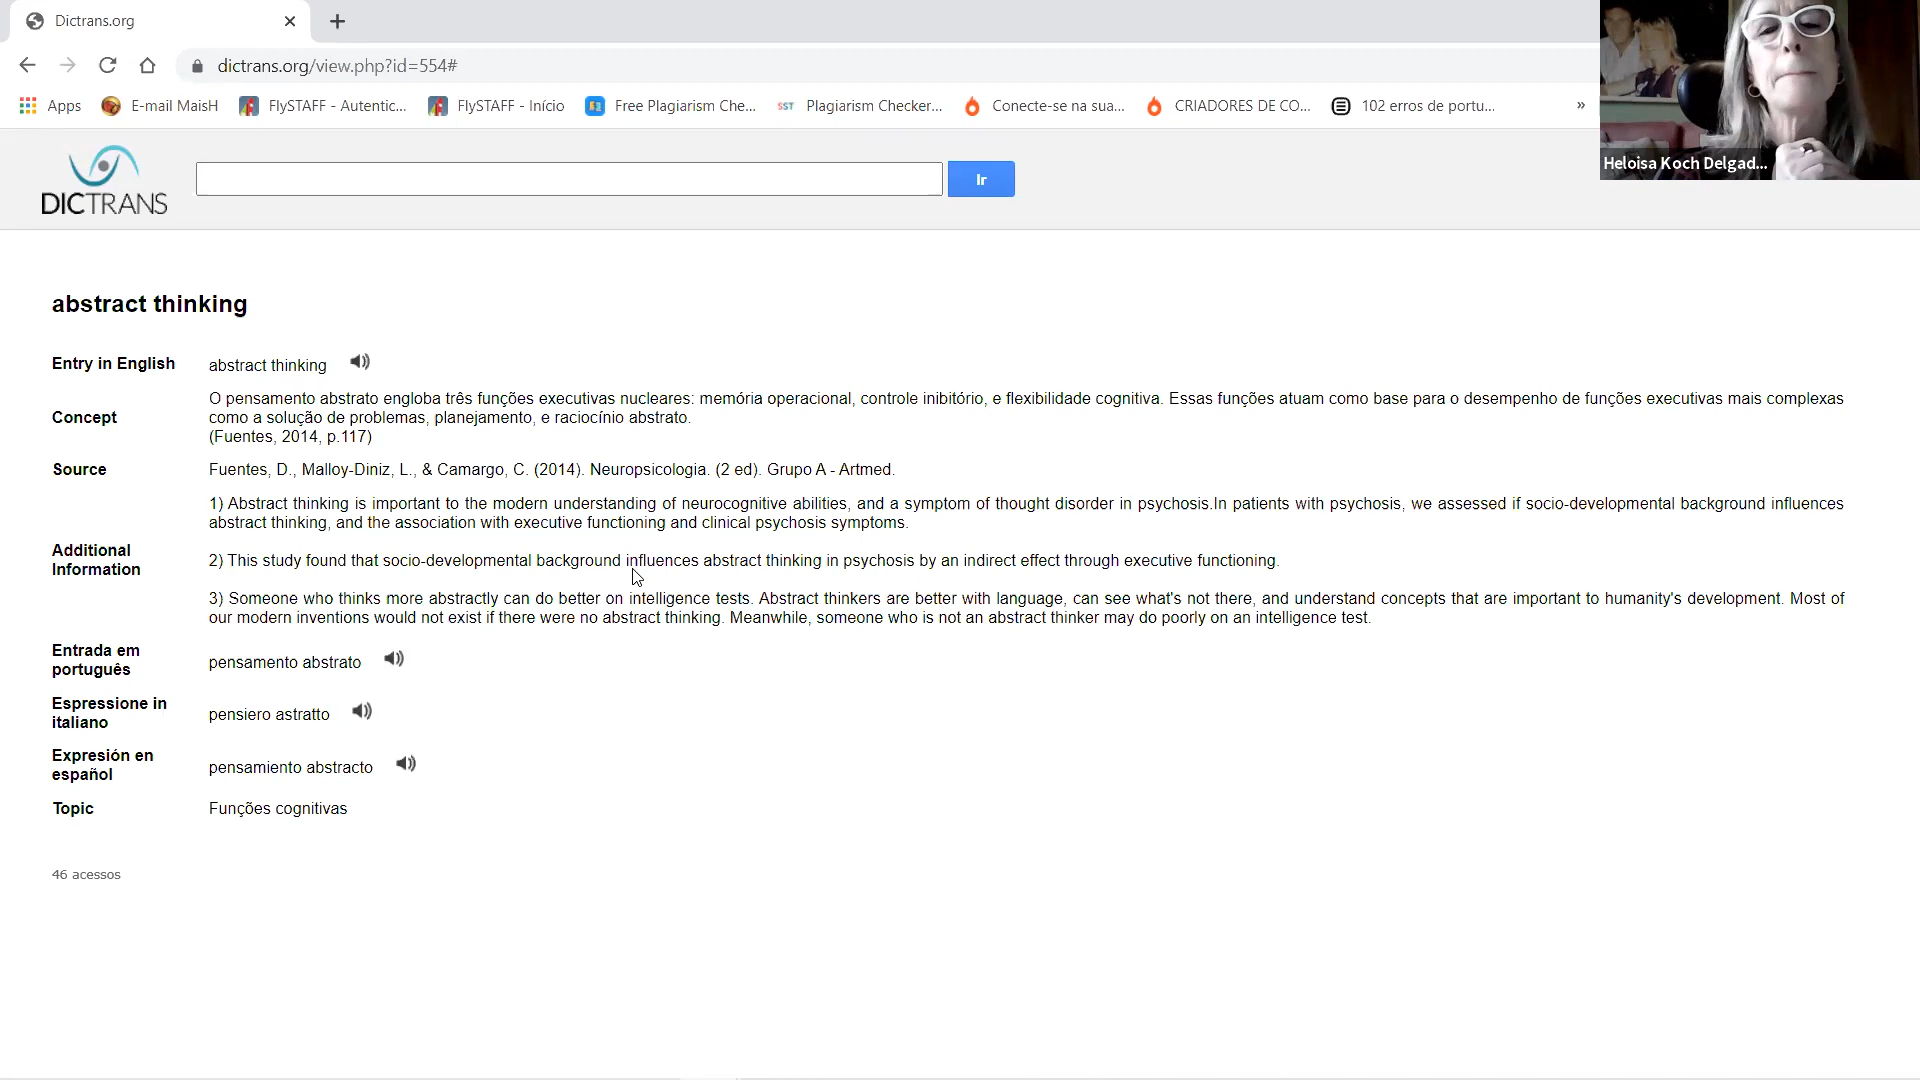 Dictrans.org
dictrans.org/view.php?id=554#
Apps E-mail MaisH FlySTAFF - Autentic... FlySTAFF - Início Free Plagiarism Che... SST Plagiarism Checker... Conecte-se na sua... CRIADORES DE CO... 102 erros de portu... »
Heloisa Koch Delgad...
DICTRANS
Ir
abstract thinking
Entry in English abstract thinking
Concept O pensamento abstrato engloba três funções executivas nucleares: memória operacional, controle inibitório, e flexibilidade cognitiva. Essas funções atuam como base para o desempenho de funções executivas mais complexas
como a solução de problemas, planejamento, e raciocínio abstrato.
(Fuentes, 2014, p.117)
Source Fuentes, D., Malloy-Diniz, L., & Camargo, C. (2014). Neuropsicologia. (2 ed). Grupo A - Artmed.
Additional
Information
1) Abstract thinking is important to the modern understanding of neurocognitive abilities, and a symptom of thought disorder in psychosis.In patients with psychosis, we assessed if socio-developmental background influences
abstract thinking, and the association with executive functioning and clinical psychosis symptoms.
2) This study found that socio-developmental background influences abstract thinking in psychosis by an indirect effect through executive functioning.
3) Someone who thinks more abstractly can do better on intelligence tests. Abstract thinkers are better with language, can see what's not there, and understand concepts that are important to humanity's development. Most of
our modern inventions would not exist if there were no abstract thinking. Meanwhile, someone who is not an abstract thinker may do poorly on an intelligence test.
Entrada em
português
pensamento abstrato
Espressione in
italiano
pensiero astratto
Expresión en
español
pensamiento abstracto
Topic Funções cognitivas
46 acessos